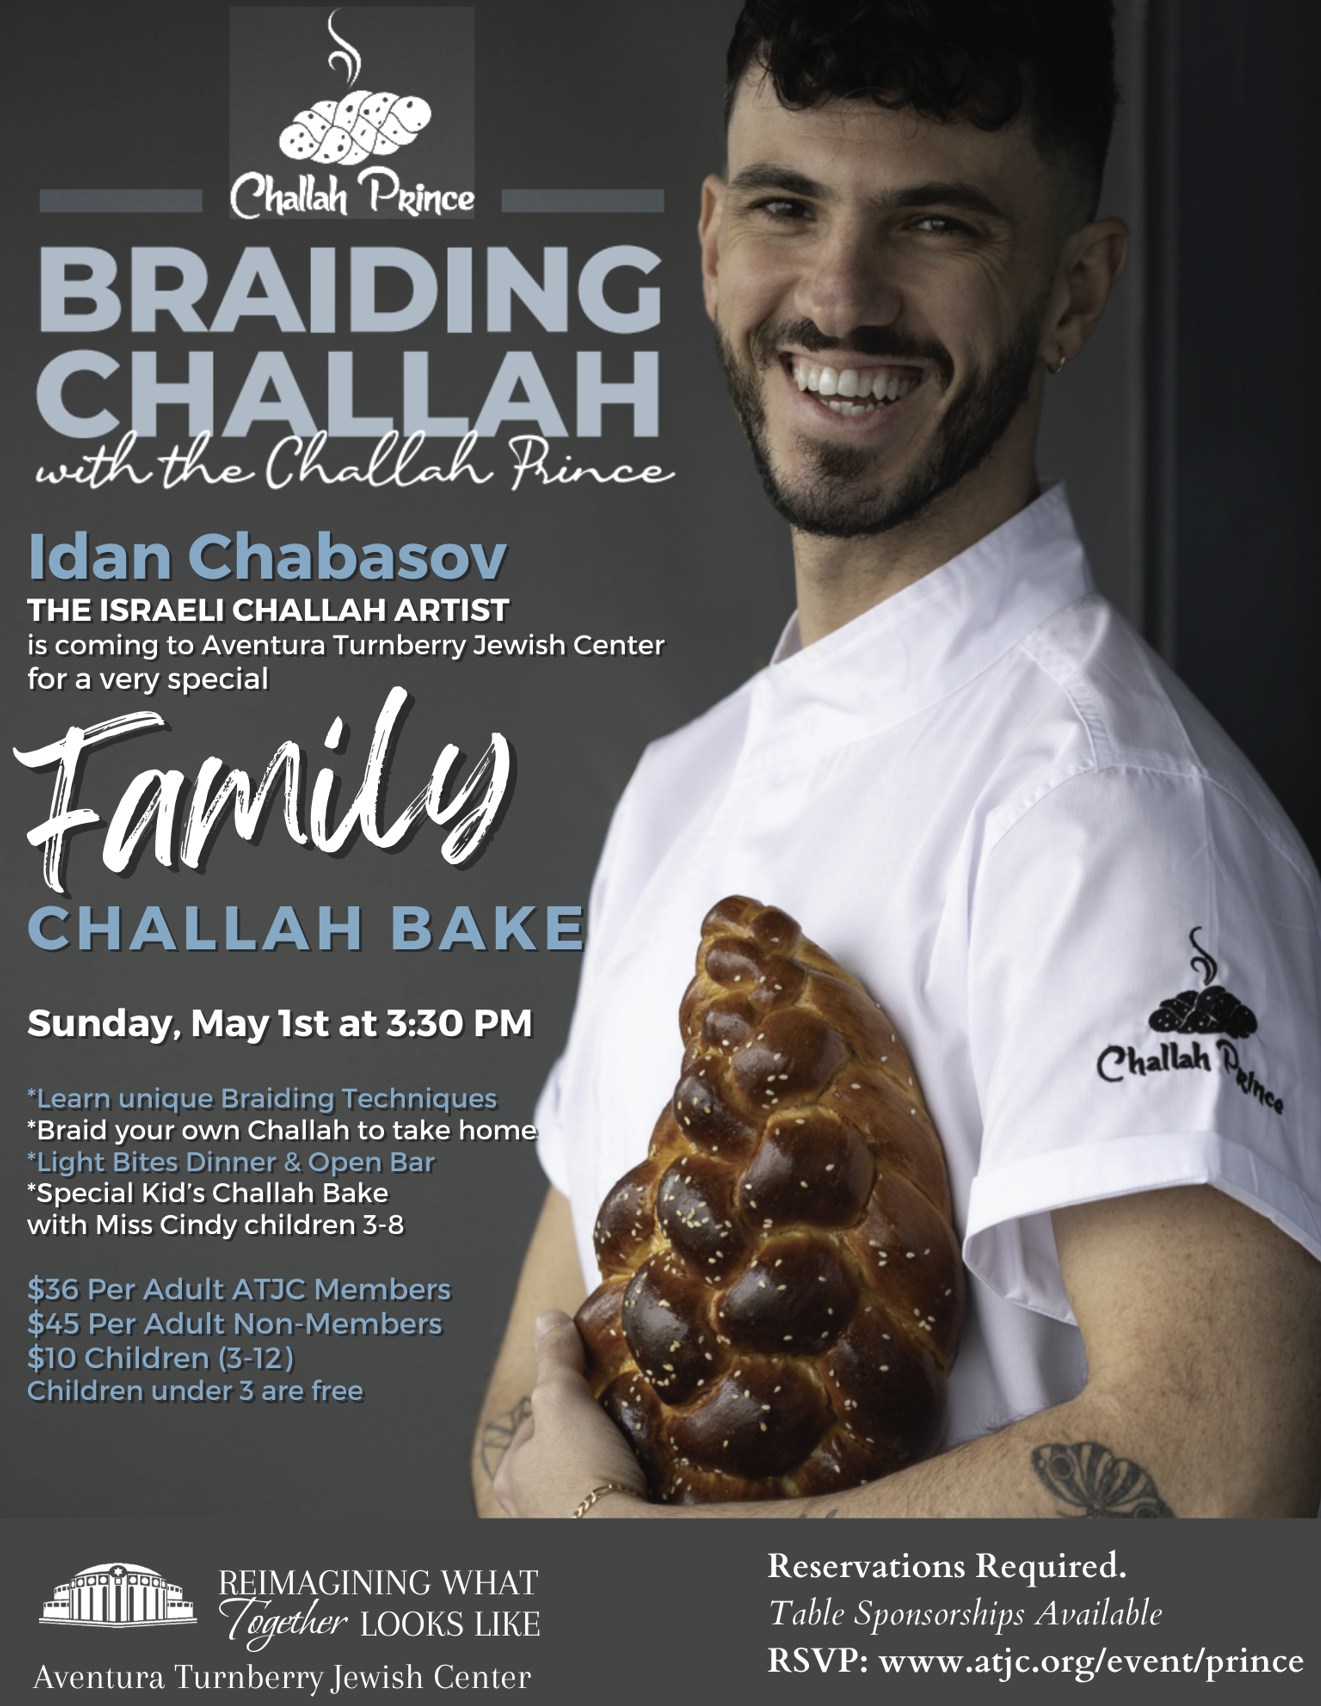 Challah Prince
BRAIDING
CHALLAH
with the Challah Prince
Idan Chabasov
THE ISRAELI CHALLAH ARTIST
is coming to Aventura Turnberry Jewish Center
for a very special
Family
CHALLAH BAKE
Sunday, May 1st at 3:30 PM
*Learn unique Braiding Techniques
*Braid your own Challah to take home
*Light Bites Dinner & Open Bar
*Special Kid's Challah Bake
with Miss Cindy children 3-8
$36 Per Adult ATJC Members
$45 Per Adult Non-Members
$10 Children (3-12)
Children under 3 are free
Challah Prince
REIMAGINING WHAT
Together LOOKS LIKE
Aventura Turnberry Jewish Center
Reservations Required.
Table Sponsorships Available
RSVP: www.atjc.org/event/prince